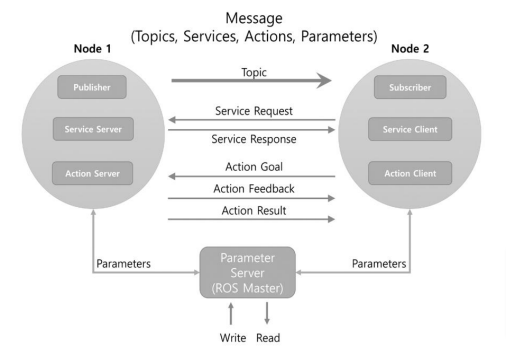 Message
(Topics, Services, Actions, Parameters)
Node 1
Node 2
Topic
Publisher
Subscriber
Service Request
Service Server
Service Client
Service Response
Action Goal
Action Server
Action Client
Action Feedback
Action Result
Parameters
Parameter
Server
(ROS Master)
Parameters
Write
Read